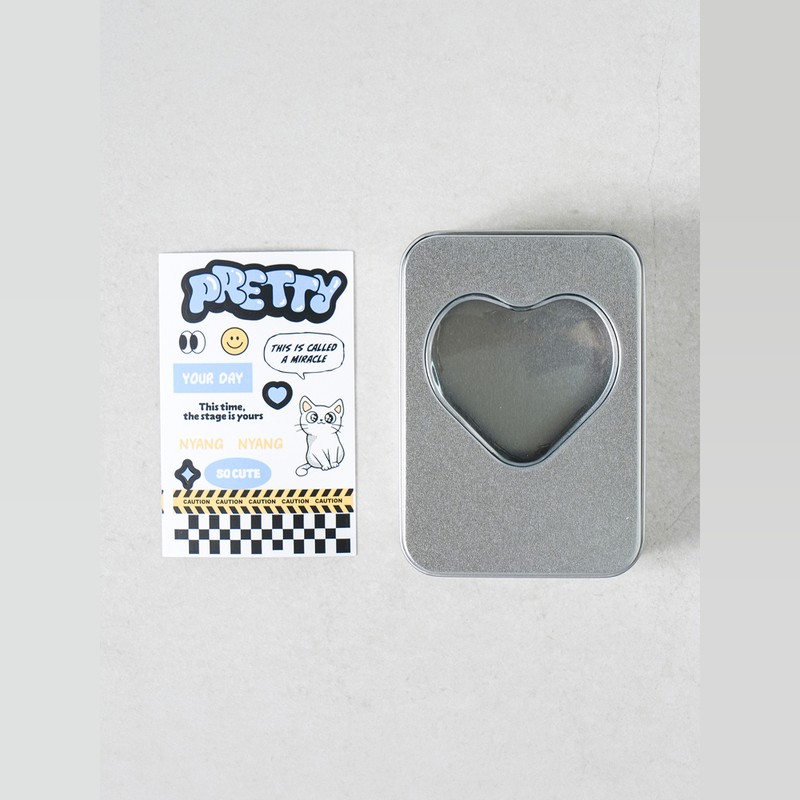 PRETTY
THIS IS CALLED
A MIRACLE
YOUR DAY
This time,
the stage is yours
NYANG NYANG
SO CUTE
CAUTION CAUTION CAUTION CAUTION CAUTION